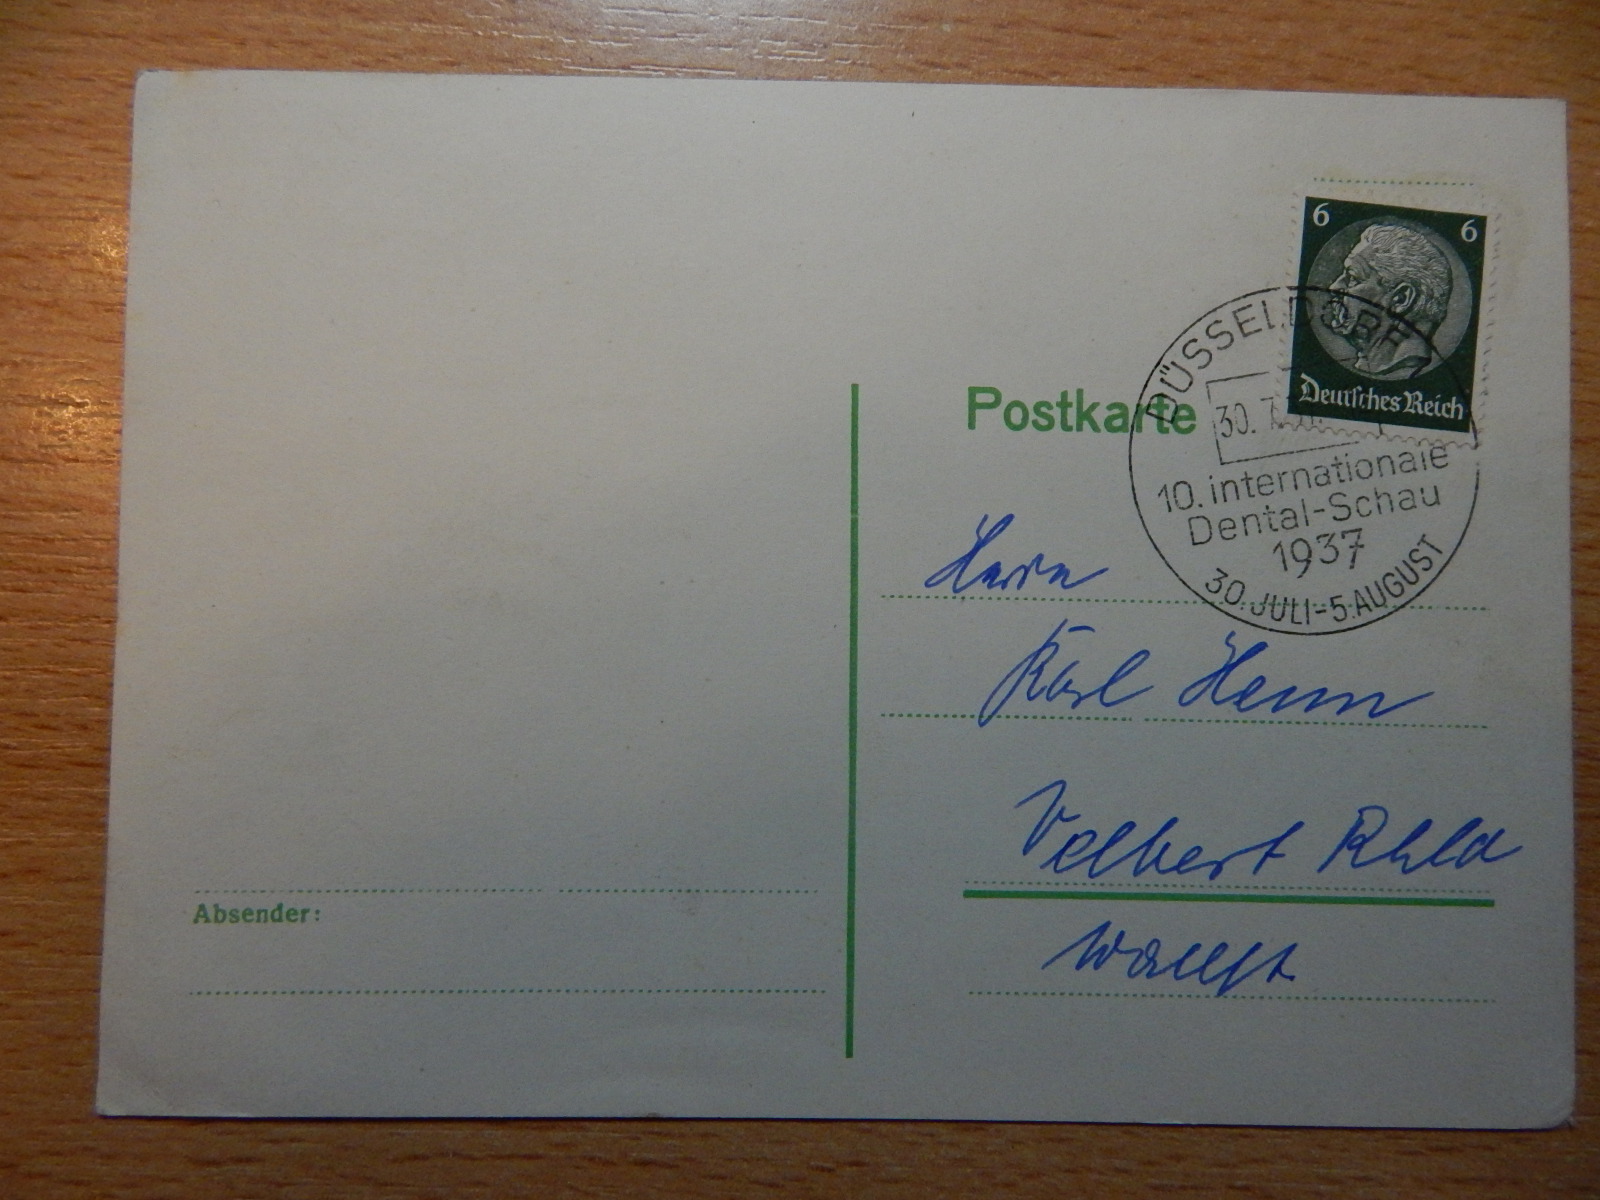 6 6
Deutsches Reich
DÜSSELDORF
30. 7.
10. internationale
Dental-Schau
1937
30. JULI-5. AUGUST
Postkarte
Herrn
Karl Henn
Velbert Rhld
Absender: